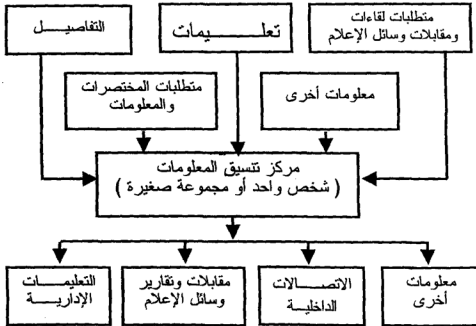 متطلبات لقاءات
ومقابلات وسائل الإعلام
تعليمات
التفاصيل
معلومات أخرى
متطلبات المختصرات
والمعلومات
مركز تنسيق المعلومات
( شخص واحد أو مجموعة صغيرة )
معلومات
أخرى
الاتصالات
الداخلية
مقابلات وتقارير
وسائل الإعلام
التعليمات
الإدارية